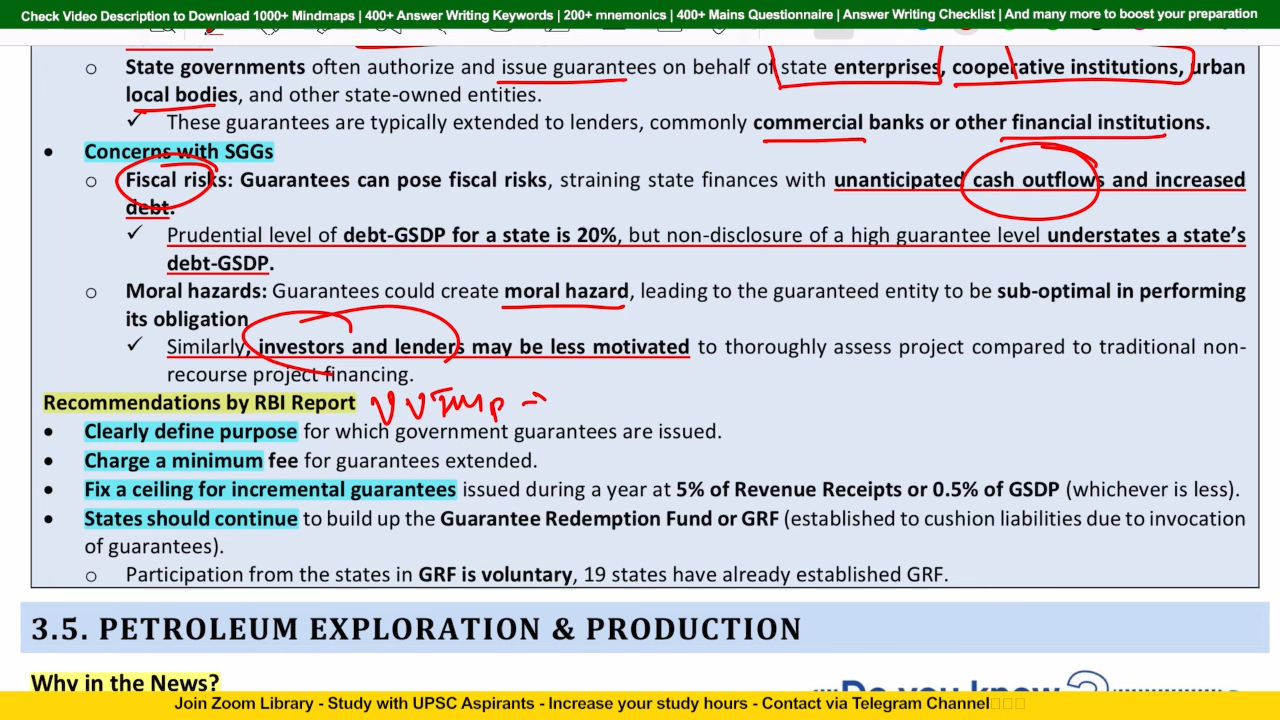 Check Video Description to Download 1000+ Mindmaps | 400+ Answer Writing Keywords | 200+ mnemonics | 400+ Mains Questionnaire | Answer Writing Checklist | And many more to boost your preparation
o State governments often authorize and issue guarantees on behalf of state enterprises, cooperative institutions, urban
local bodies, and other state-owned entities.
✓ These guarantees are typically extended to lenders, commonly commercial banks or other financial institutions.
• Concerns with SGGs
o Fiscal risks: Guarantees can pose fiscal risks, straining state finances with unanticipated cash outflows and increased
debt.
✓ Prudential level of debt-GSDP for a state is 20%, but non-disclosure of a high guarantee level understates a state's
debt-GSDP.
o Moral hazards: Guarantees could create moral hazard, leading to the guaranteed entity to be sub-optimal in performing
its obligation
✓ Similarly, investors and lenders may be less motivated to thoroughly assess project compared to traditional non-
recourse project financing.
Recommendations by RBI Report VV Imp →
• Clearly define purpose for which government guarantees are issued.
• Charge a minimum fee for guarantees extended.
• Fix a ceiling for incremental guarantees issued during a year at 5% of Revenue Receipts or 0.5% of GSDP (whichever is less).
• States should continue to build up the Guarantee Redemption Fund or GRF (established to cushion liabilities due to invocation
of guarantees).
o Participation from the states in GRF is voluntary, 19 states have already established GRF.
3.5. PETROLEUM EXPLORATION & PRODUCTION
Why in the News?
Do you know
Join Zoom Library - Study with UPSC Aspirants - Increase your study hours - Contact via Telegram Channel